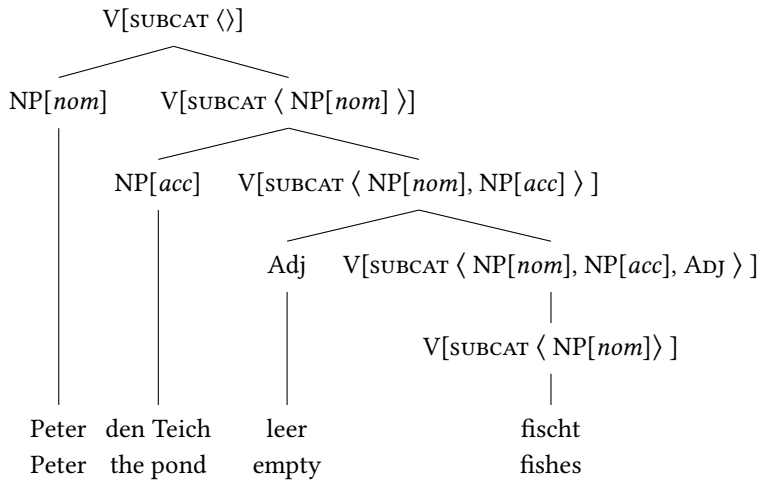 V[SUBCAT ⟨⟩]
NP[nom] V[SUBCAT ⟨ NP[nom] ⟩]
NP[acc] V[SUBCAT ⟨ NP[nom], NP[acc] ⟩ ]
Adj V[SUBCAT ⟨ NP[nom], NP[acc], ADJ ⟩ ]
V[SUBCAT ⟨ NP[nom]⟩ ]
Peter den Teich leer fischt
Peter the pond empty fishes